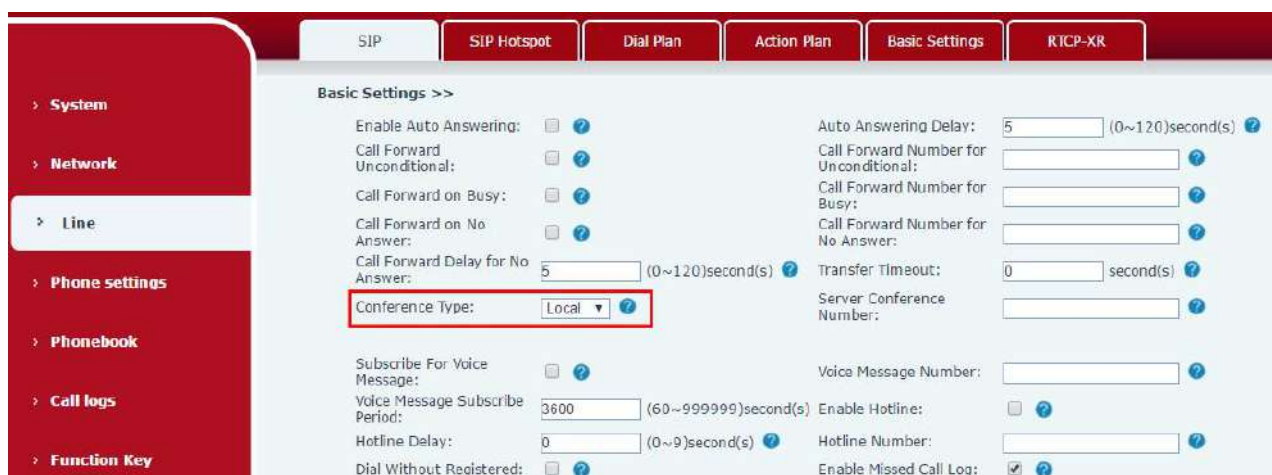 SIP
SIP Hotspot
Dial Plan
Action Plan
Basic Settings
RTCP-XR
System
Network
Line
Phone settings
Phonebook
Call logs
Function Key
Basic Settings >>
Enable Auto Answering:
Auto Answering Delay: 5 (0~120)second(s)
Call Forward
Unconditional:
Call Forward Number for
Unconditional:
Call Forward on Busy:
Call Forward Number for
Busy:
Call Forward on No
Answer:
Call Forward Number for
No Answer:
Call Forward Delay for No
Answer: 5 (0~120)second(s)
Transfer Timeout: 0 second(s)
Conference Type: Local
Server Conference
Number:
Subscribe For Voice
Message:
Voice Message Number:
Voice Message Subscribe
Period: 3600 (60~999999)second(s)
Enable Hotline:
Hotline Delay: 0 (0~9)second(s)
Hotline Number:
Dial Without Registered:
Enable Missed Call Log: